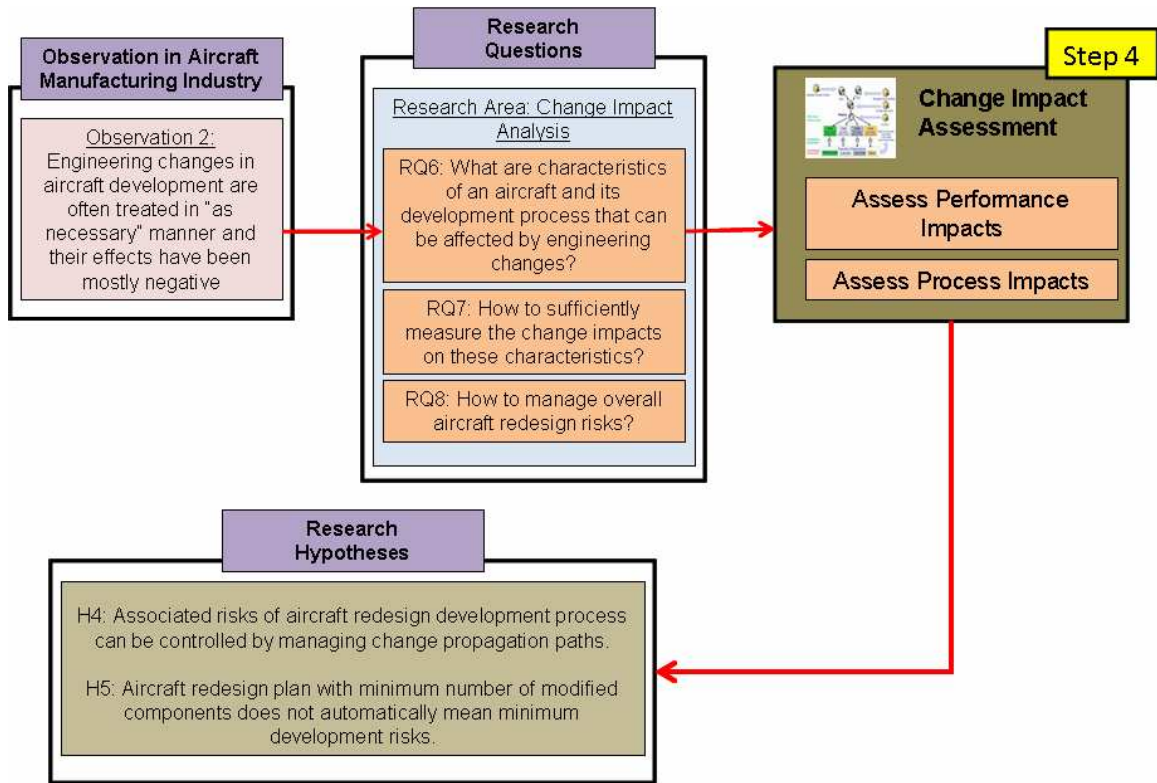 Observation in Aircraft
Manufacturing Industry
Observation 2:
Engineering changes in
aircraft development are
often treated in "as
necessary" manner and
their effects have been
mostly negative
Research
Questions
Research Area: Change Impact
Analysis
RQ6: What are characteristics
of an aircraft and its
development process that can
be affected by engineering
changes?
RQ7: How to sufficiently
measure the change impacts
on these characteristics?
RQ8: How to manage overall
aircraft redesign risks?
Step 4
Change Impact
Assessment
Assess Performance
Impacts
Assess Process Impacts
Research
Hypotheses
H4: Associated risks of aircraft redesign development process
can be controlled by managing change propagation paths.
H5: Aircraft redesign plan with minimum number of modified
components does not automatically mean minimum
development risks.